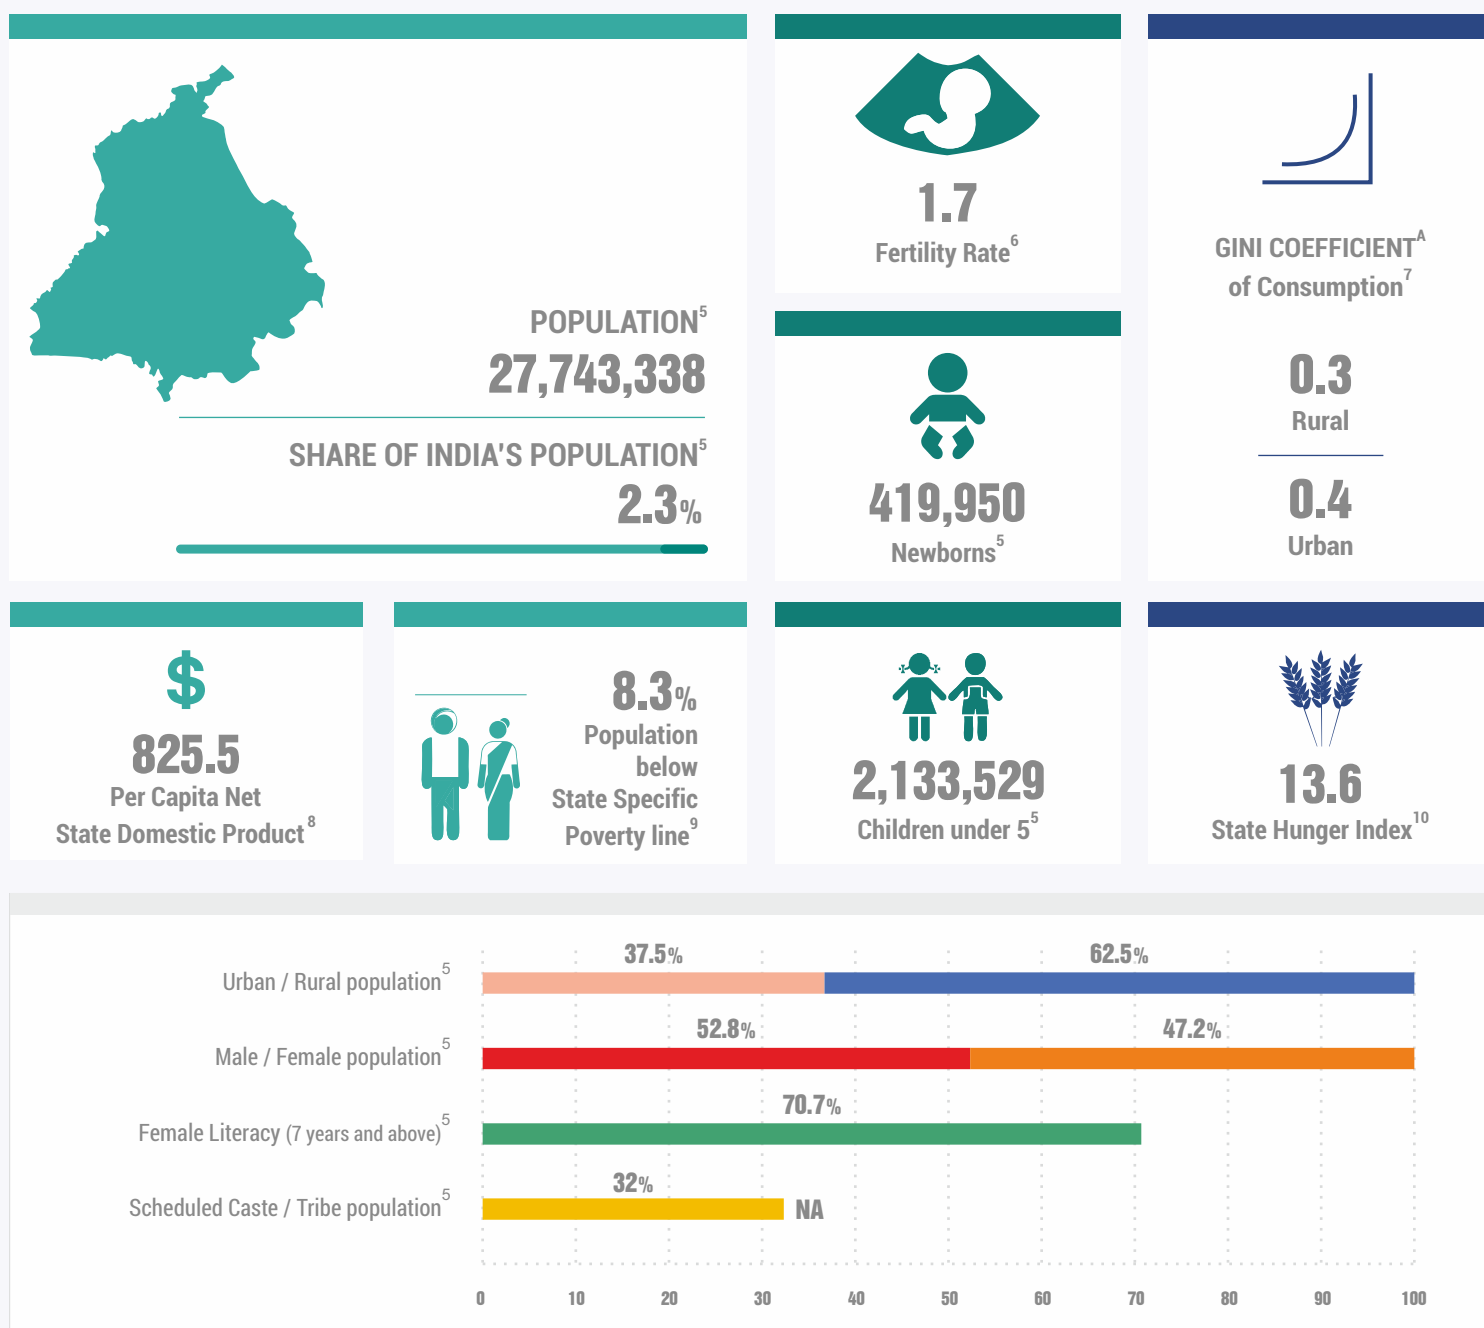 POPULATION5
27,743,338
SHARE OF INDIA'S POPULATION5
2.3%
1.7
Fertility Rate6
419,950
Newborns5
GINI COEFFICIENTA
of Consumption7
0.3
Rural
0.4
Urban
$
825.5
Per Capita Net
State Domestic Product8
8.3%
Population
below
State Specific
Poverty line9
2,133,529
Children under 55
13.6
State Hunger Index10
37.5% 62.5%
Urban / Rural population5
52.8% 47.2%
Male / Female population5
70.7%
Female Literacy (7 years and above)5
32%
Scheduled Caste / Tribe population5 NA
0 10 20 30 40 50 60 70 80 90 100